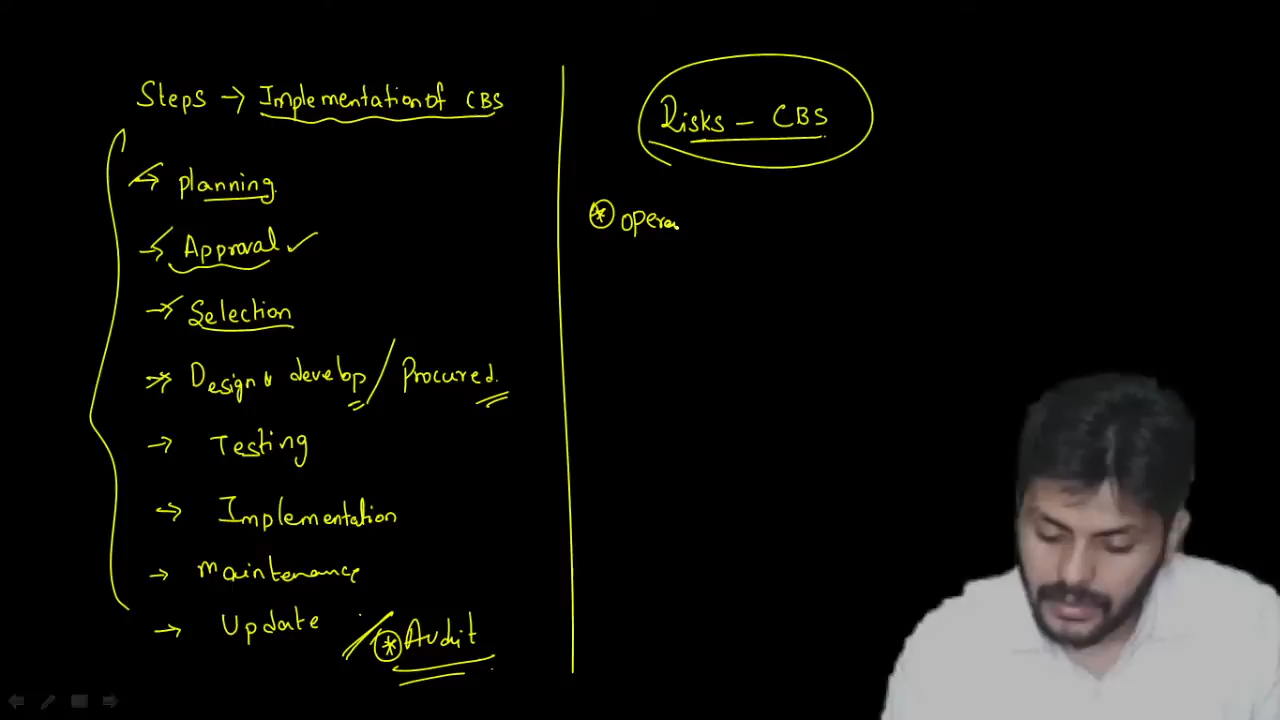 Steps → Implementation of CBS
→ planning
→ Approval ✓
→ Selection
→ Design & develop / Procured.
→ Testing
→ Implementation
→ maintenance
→ Update / * Audit
Risks - CBS
* opera